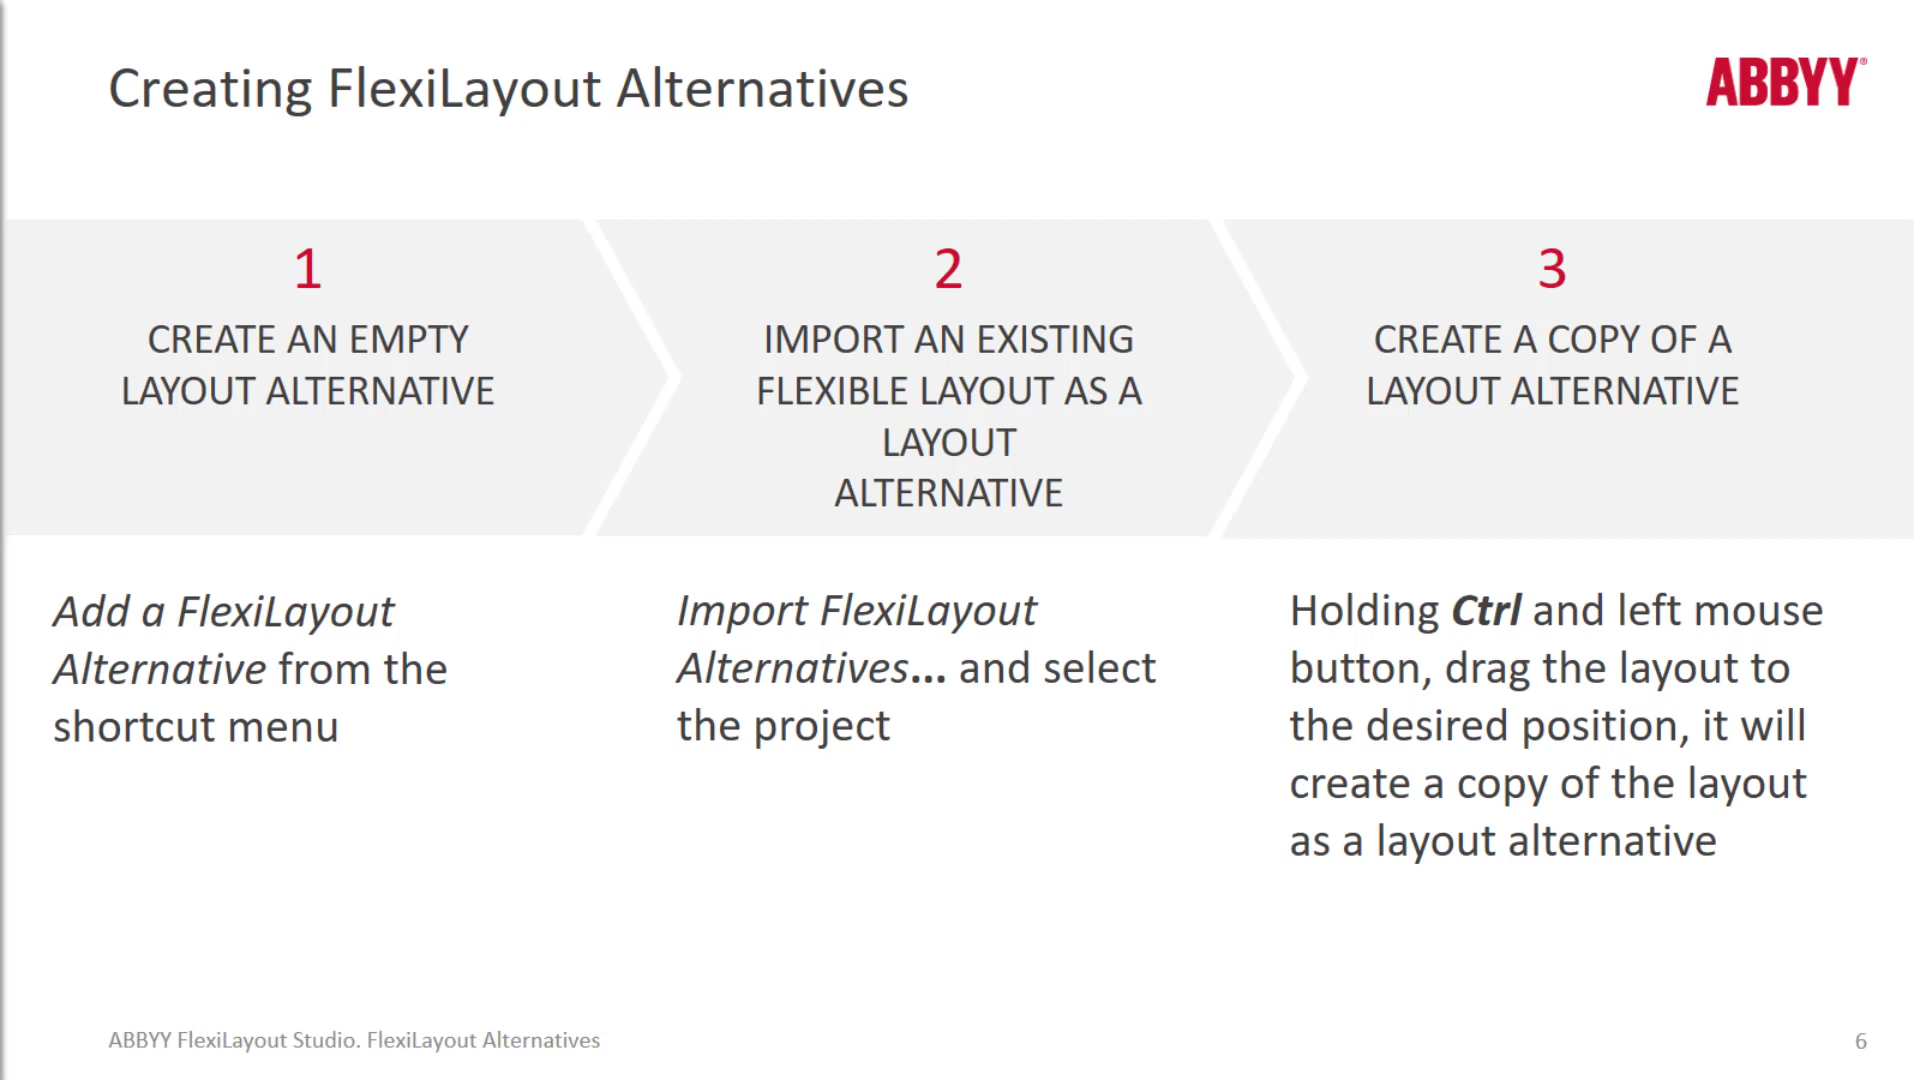 Creating FlexiLayout Alternatives
ABBYY®
1
CREATE AN EMPTY
LAYOUT ALTERNATIVE
2
IMPORT AN EXISTING
FLEXIBLE LAYOUT AS A
LAYOUT
ALTERNATIVE
3
CREATE A COPY OF A
LAYOUT ALTERNATIVE
Add a FlexiLayout
Alternative from the
shortcut menu
Import FlexiLayout
Alternatives... and select
the project
Holding Ctrl and left mouse
button, drag the layout to
the desired position, it will
create a copy of the layout
as a layout alternative
ABBYY FlexiLayout Studio. FlexiLayout Alternatives
6